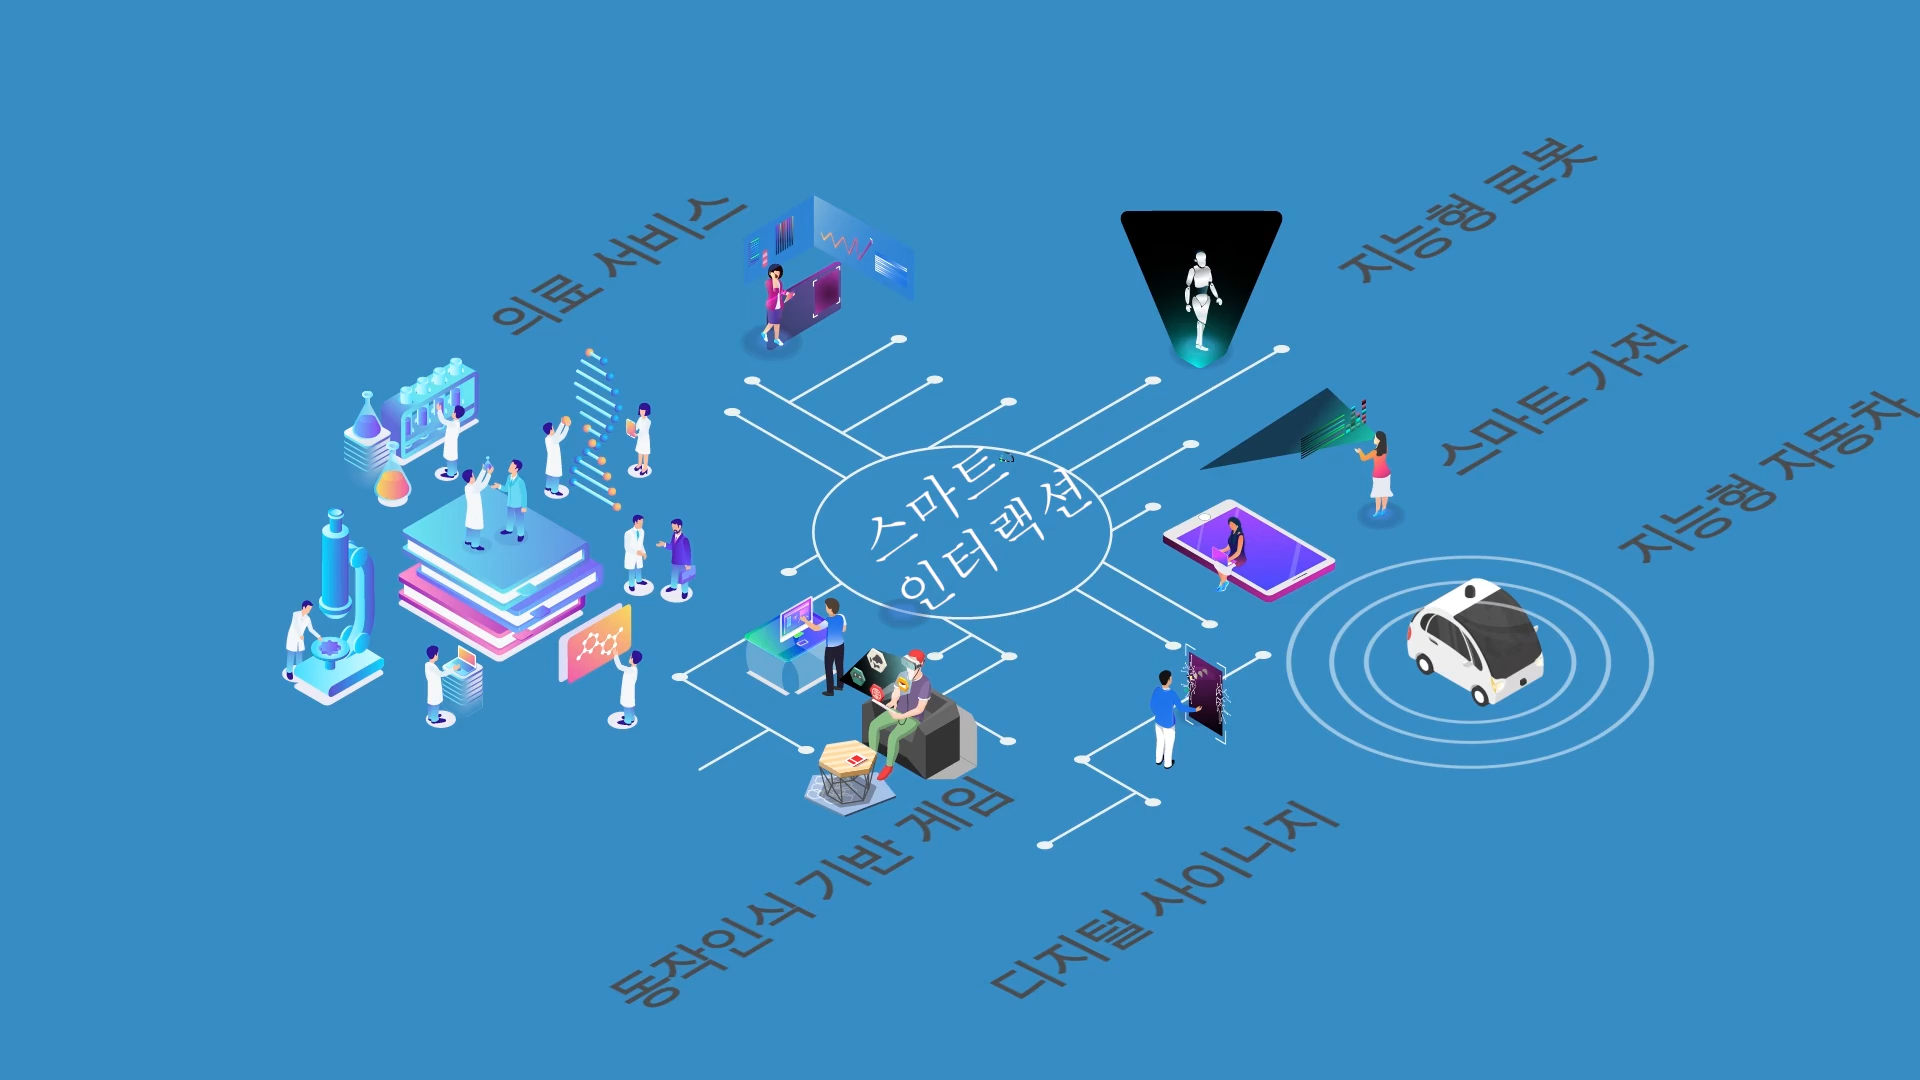 의료 서비스
지능형 로봇
스마트 가전
지능형 자동차
스마트
인터랙션
동작인식 기반 게임
디지털 사이니지